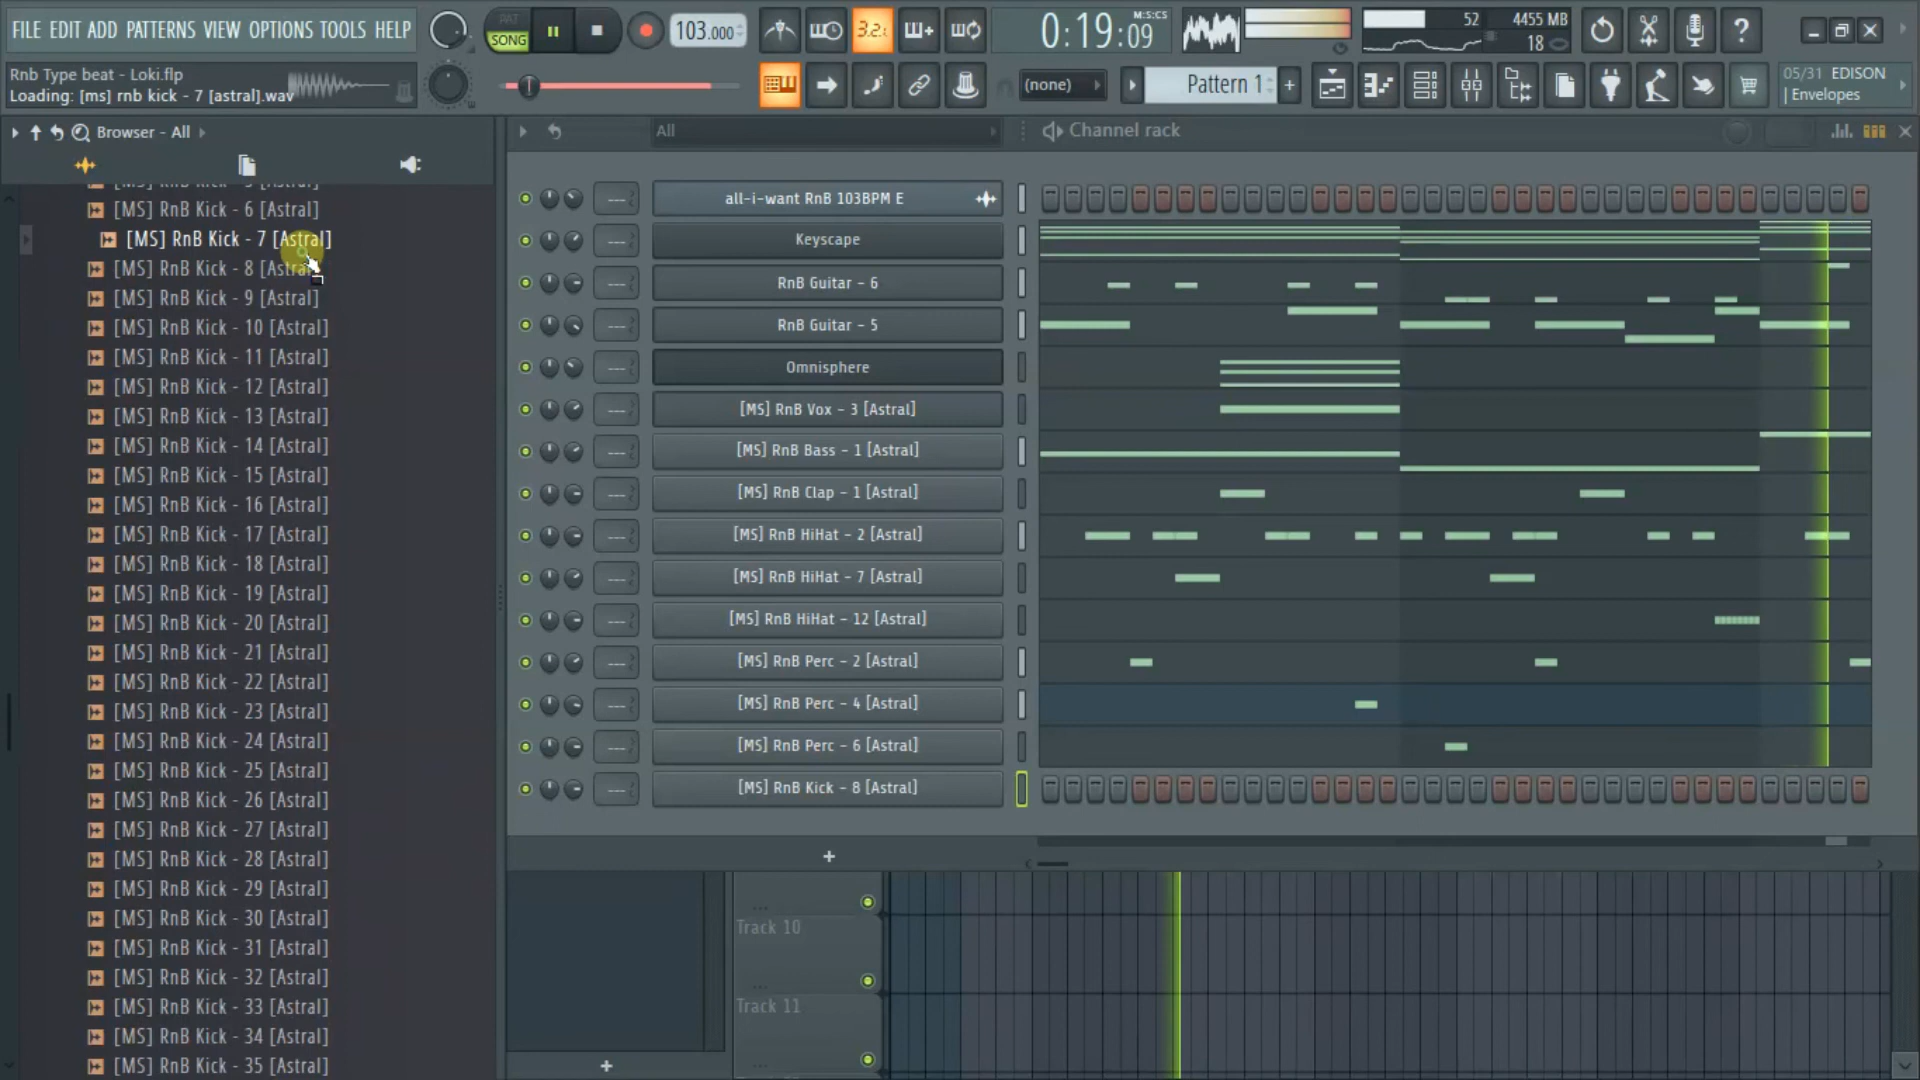 FILE EDIT ADD PATTERNS VIEW OPTIONS TOOLS HELP
PAT
SONG
103.000
3.2.
0:19:09
M:S:CS
52
4455 MB
18
Rnb Type beat - Loki.flp
Loading: [ms] rnb kick - 7 [astral].wav
(none)
Pattern 1
05/31 EDISON
| Envelopes
Browser - All
All
Channel rack
[MS] RnB Kick - 6 [Astral]
[MS] RnB Kick - 7 [Astral]
[MS] RnB Kick - 8 [Astral]
[MS] RnB Kick - 9 [Astral]
[MS] RnB Kick - 10 [Astral]
[MS] RnB Kick - 11 [Astral]
[MS] RnB Kick - 12 [Astral]
[MS] RnB Kick - 13 [Astral]
[MS] RnB Kick - 14 [Astral]
[MS] RnB Kick - 15 [Astral]
[MS] RnB Kick - 16 [Astral]
[MS] RnB Kick - 17 [Astral]
[MS] RnB Kick - 18 [Astral]
[MS] RnB Kick - 19 [Astral]
[MS] RnB Kick - 20 [Astral]
[MS] RnB Kick - 21 [Astral]
[MS] RnB Kick - 22 [Astral]
[MS] RnB Kick - 23 [Astral]
[MS] RnB Kick - 24 [Astral]
[MS] RnB Kick - 25 [Astral]
[MS] RnB Kick - 26 [Astral]
[MS] RnB Kick - 27 [Astral]
[MS] RnB Kick - 28 [Astral]
[MS] RnB Kick - 29 [Astral]
[MS] RnB Kick - 30 [Astral]
[MS] RnB Kick - 31 [Astral]
[MS] RnB Kick - 32 [Astral]
[MS] RnB Kick - 33 [Astral]
[MS] RnB Kick - 34 [Astral]
[MS] RnB Kick - 35 [Astral]
all-i-want RnB 103BPM E
Keyscape
RnB Guitar - 6
RnB Guitar - 5
Omnisphere
[MS] RnB Vox - 3 [Astral]
[MS] RnB Bass - 1 [Astral]
[MS] RnB Clap - 1 [Astral]
[MS] RnB HiHat - 2 [Astral]
[MS] RnB HiHat - 7 [Astral]
[MS] RnB HiHat - 12 [Astral]
[MS] RnB Perc - 2 [Astral]
[MS] RnB Perc - 4 [Astral]
[MS] RnB Perc - 6 [Astral]
[MS] RnB Kick - 8 [Astral]
Track 10
Track 11